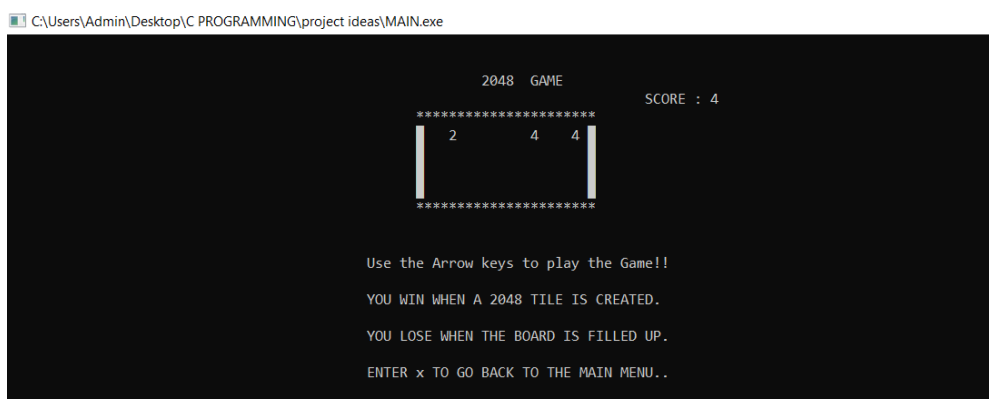 C:\Users\Admin\Desktop\C PROGRAMMING\project ideas\MAIN.exe
2048 GAME
SCORE : 4
**********************
2 4 4
**********************
Use the Arrow keys to play the Game!!
YOU WIN WHEN A 2048 TILE IS CREATED.
YOU LOSE WHEN THE BOARD IS FILLED UP.
ENTER x TO GO BACK TO THE MAIN MENU..